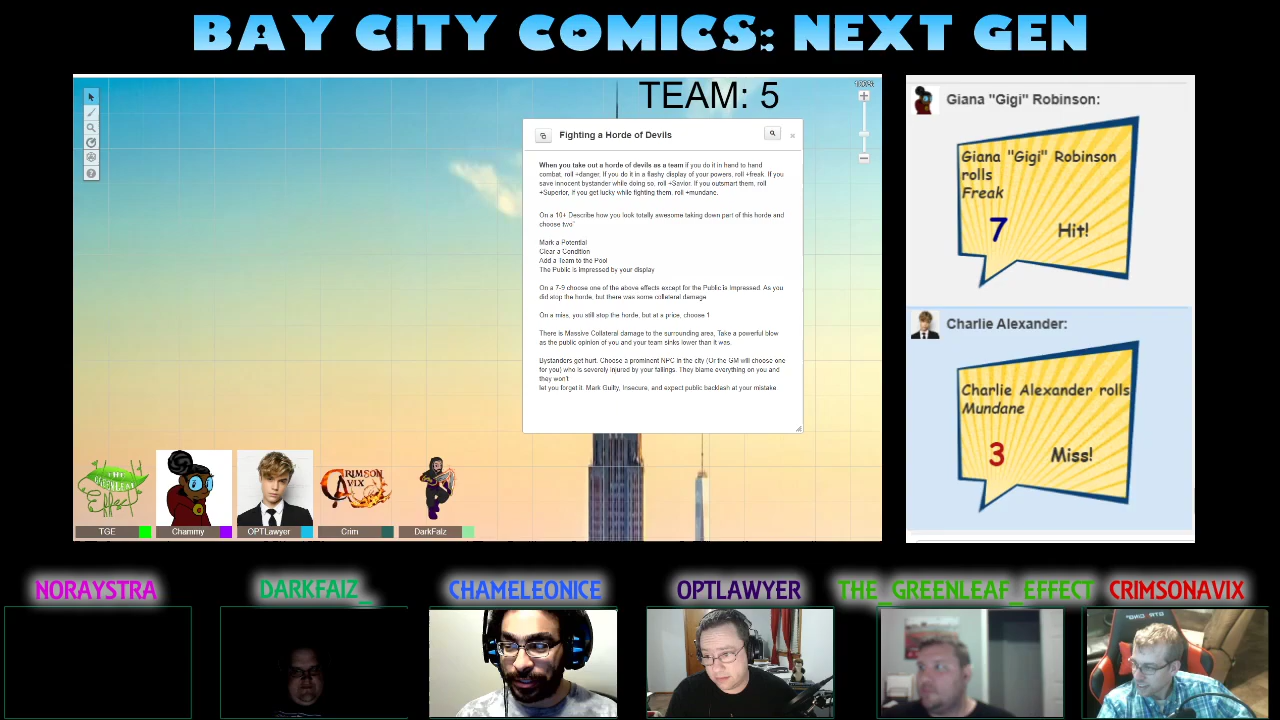 BAY CITY COMICS: NEXT GEN
TEAM: 5
100%
Fighting a Horde of Devils
When you take out a horde of devils as a team If you do it in hand to hand
combat, roll +danger. If you do it in a flashy display of your powers, roll +freak. If you
save innocent bystander while doing so, roll +Savior. If you outsmart them, roll
+Superior, If you get lucky while fighting them, roll +mundane.
On a 10+ Describe how you look totally awesome taking down part of this horde and
choose two`
Mark a Potential
Clear a Condition
Add a Team to the Pool
The Public is impressed by your display
On a 7-9 choose one of the above effects except for the Public is Impressed. As you
did stop the horde, but there was some collateral damage
On a miss, you still stop the horde, but at a price, choose 1
There is Massive Collateral damage to the surrounding area, Take a powerful blow
as the public opinion of you and your team sinks lower than it was.
Bystanders get hurt. Choose a prominent NPC in the city (Or the GM will choose one
for you) who is severely injured by your failings. They blame everything on you and
they won't
let you forget it. Mark Guilty, Insecure, and expect public backlash at your mistake
THE
GREENLEAF
Effect
CRIMSON
AVIX
TGE
Chammy
OPTLawyer
Crim
DarkFalz
Giana "Gigi" Robinson:
Giana "Gigi" Robinson
rolls
Freak
7 Hit!
Charlie Alexander:
Charlie Alexander rolls
Mundane
3 Miss!
NORAYSTRA
DARKFAIZ_
CHAMELEONICE
OPTLAWYER
THE_GREENLEAF_EFFECT
CRIMSONAVIX